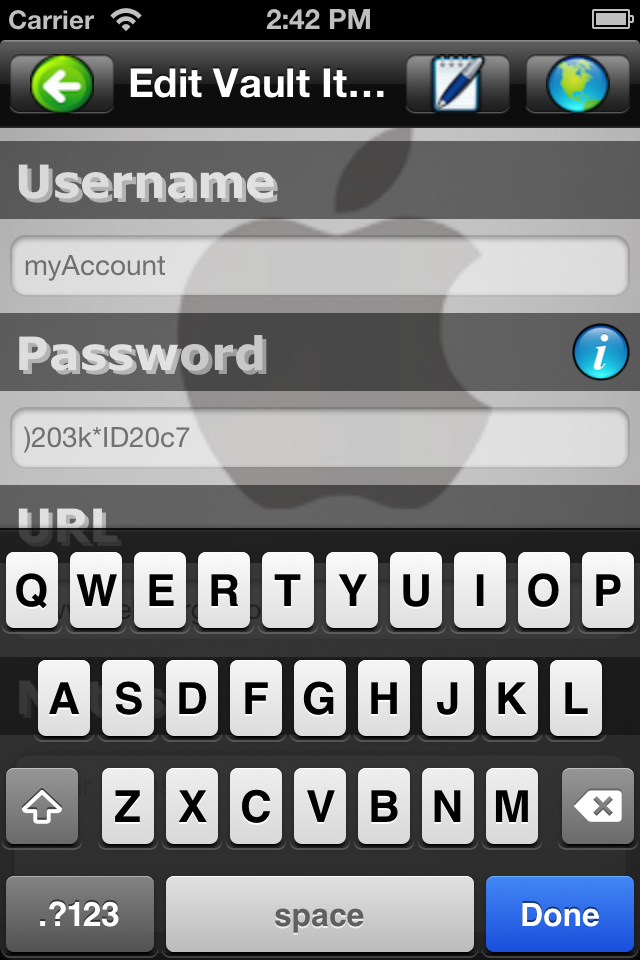 Carrier 2:42 PM
Edit Vault It...
Username
myAccount
Password
i
)203k*ID20c7
URL
Q W E R T Y U I O P
A S D F G H J K L
Z X C V B N M
.?123 space Done